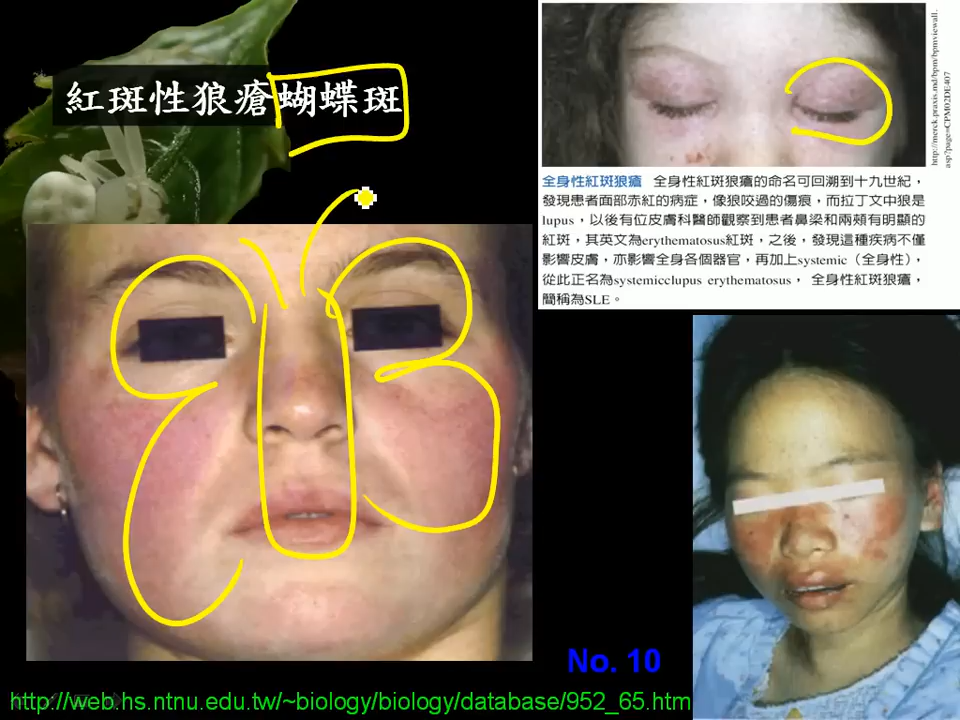 紅斑性狼瘡蝴蝶斑
http://merck.praxis.md/bpm/bpmviewall.
asp?page=CPM02DE407
全身性紅斑狼瘡 全身性紅斑狼瘡的命名可回溯到十九世紀，
發現患者面部赤紅的病症，像狼咬過的傷痕，而拉丁文中狼是
lupus，以後有位皮膚科醫師觀察到患者鼻梁和兩頰有明顯的
紅斑，其英文為erythematosus紅斑，之後，發現這種疾病不僅
影響皮膚，亦影響全身各個器官，再加上systemic（全身性），
從此正名為systemicclupus erythematosus，全身性紅斑狼瘡，
簡稱為SLE。
No. 10
http://web.hs.ntnu.edu.tw/~biology/biology/database/952_65.htm